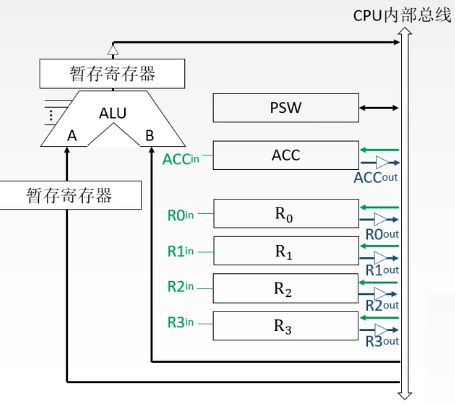 CPU内部总线
暂存寄存器
ALU
A
B
PSW
ACCin
ACC
ACCout
暂存寄存器
R0in
R0
R0out
R1in
R1
R1out
R2in
R2
R2out
R3in
R3
R3out